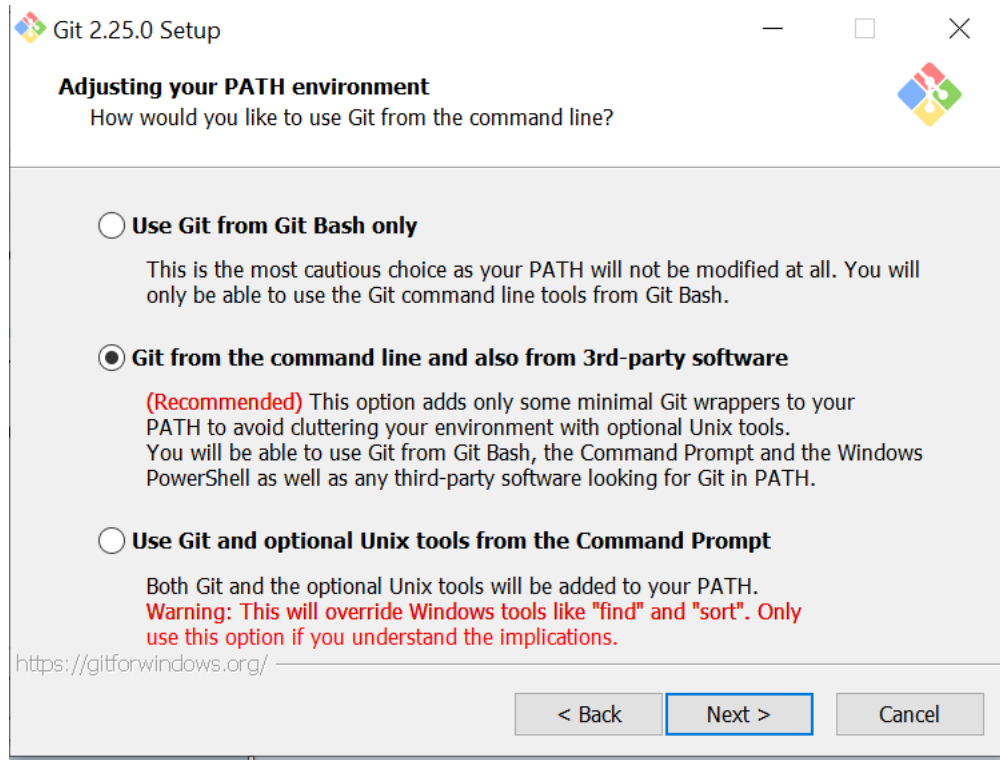 Git 2.25.0 Setup
Adjusting your PATH environment
How would you like to use Git from the command line?
Use Git from Git Bash only
This is the most cautious choice as your PATH will not be modified at all. You will
only be able to use the Git command line tools from Git Bash.
Git from the command line and also from 3rd-party software
(Recommended) This option adds only some minimal Git wrappers to your
PATH to avoid cluttering your environment with optional Unix tools.
You will be able to use Git from Git Bash, the Command Prompt and the Windows
PowerShell as well as any third-party software looking for Git in PATH.
Use Git and optional Unix tools from the Command Prompt
Both Git and the optional Unix tools will be added to your PATH.
Warning: This will override Windows tools like "find" and "sort". Only
use this option if you understand the implications.
https://gitforwindows.org/
< Back Next > Cancel